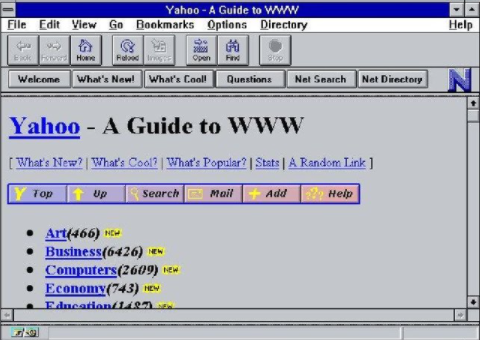 Yahoo - A Guide to WWW
File Edit View Go Bookmarks Options Directory Help
Back Forward Home Reload Images Open Find Stop
Welcome What's New! What's Cool! Questions Net Search Net Directory N
Yahoo - A Guide to WWW
[ What's New? | What's Cool? | What's Popular? | Stats | A Random Link ]
Y Top Up Search Mail Add Help
Art(466) NEW
Business(6426) NEW
Computers(2609) NEW
Economy(743) NEW
Education(1487) NEW